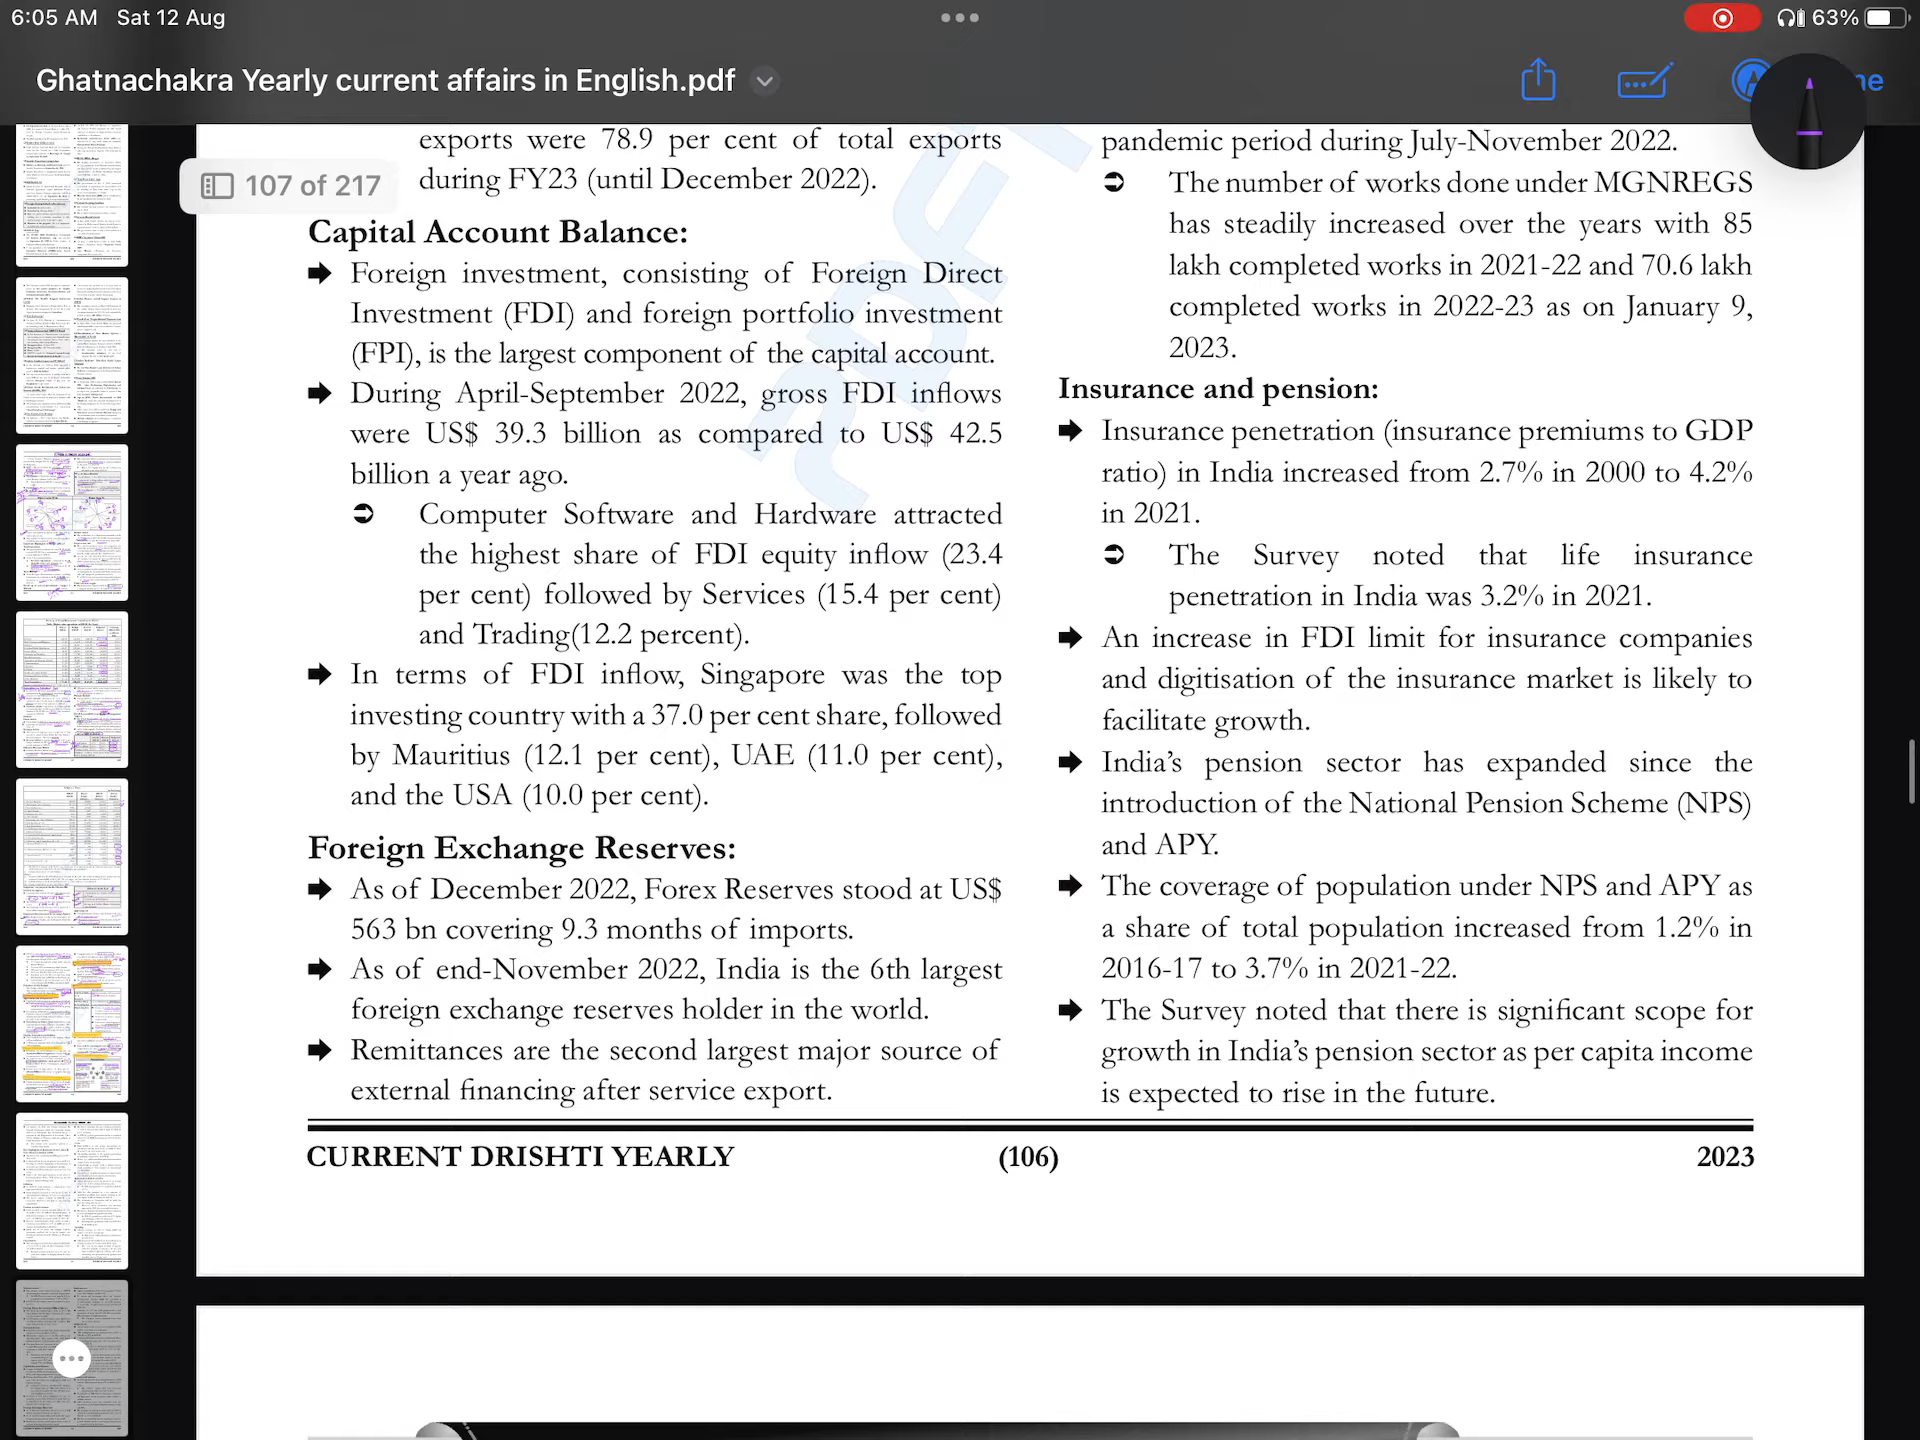 6:05 AM Sat 12 Aug
63%
Ghatnachakra Yearly current affairs in English.pdf
107 of 217
exports were 78.9 per cent of total exports
during FY23 (until December 2022).
Capital Account Balance:
Foreign investment, consisting of Foreign Direct
Investment (FDI) and foreign portfolio investment
(FPI), is the largest component of the capital account.
During April-September 2022, gross FDI inflows
were US$ 39.3 billion as compared to US$ 42.5
billion a year ago.
Computer Software and Hardware attracted
the highest share of FDI equity inflow (23.4
per cent) followed by Services (15.4 per cent)
and Trading(12.2 percent).
In terms of FDI inflow, Singapore was the top
investing country with a 37.0 per cent share, followed
by Mauritius (12.1 per cent), UAE (11.0 per cent),
and the USA (10.0 per cent).
Foreign Exchange Reserves:
As of December 2022, Forex Reserves stood at US$
563 bn covering 9.3 months of imports.
As of end-November 2022, India is the 6th largest
foreign exchange reserves holder in the world.
Remittances are the second largest major source of
external financing after service export.
pandemic period during July-November 2022.
The number of works done under MGNREGS
has steadily increased over the years with 85
lakh completed works in 2021-22 and 70.6 lakh
completed works in 2022-23 as on January 9,
2023.
Insurance and pension:
Insurance penetration (insurance premiums to GDP
ratio) in India increased from 2.7% in 2000 to 4.2%
in 2021.
The Survey noted that life insurance
penetration in India was 3.2% in 2021.
An increase in FDI limit for insurance companies
and digitisation of the insurance market is likely to
facilitate growth.
India's pension sector has expanded since the
introduction of the National Pension Scheme (NPS)
and APY.
The coverage of population under NPS and APY as
a share of total population increased from 1.2% in
2016-17 to 3.7% in 2021-22.
The Survey noted that there is significant scope for
growth in India's pension sector as per capita income
is expected to rise in the future.
CURRENT DRISHTI YEARLY (106) 2023